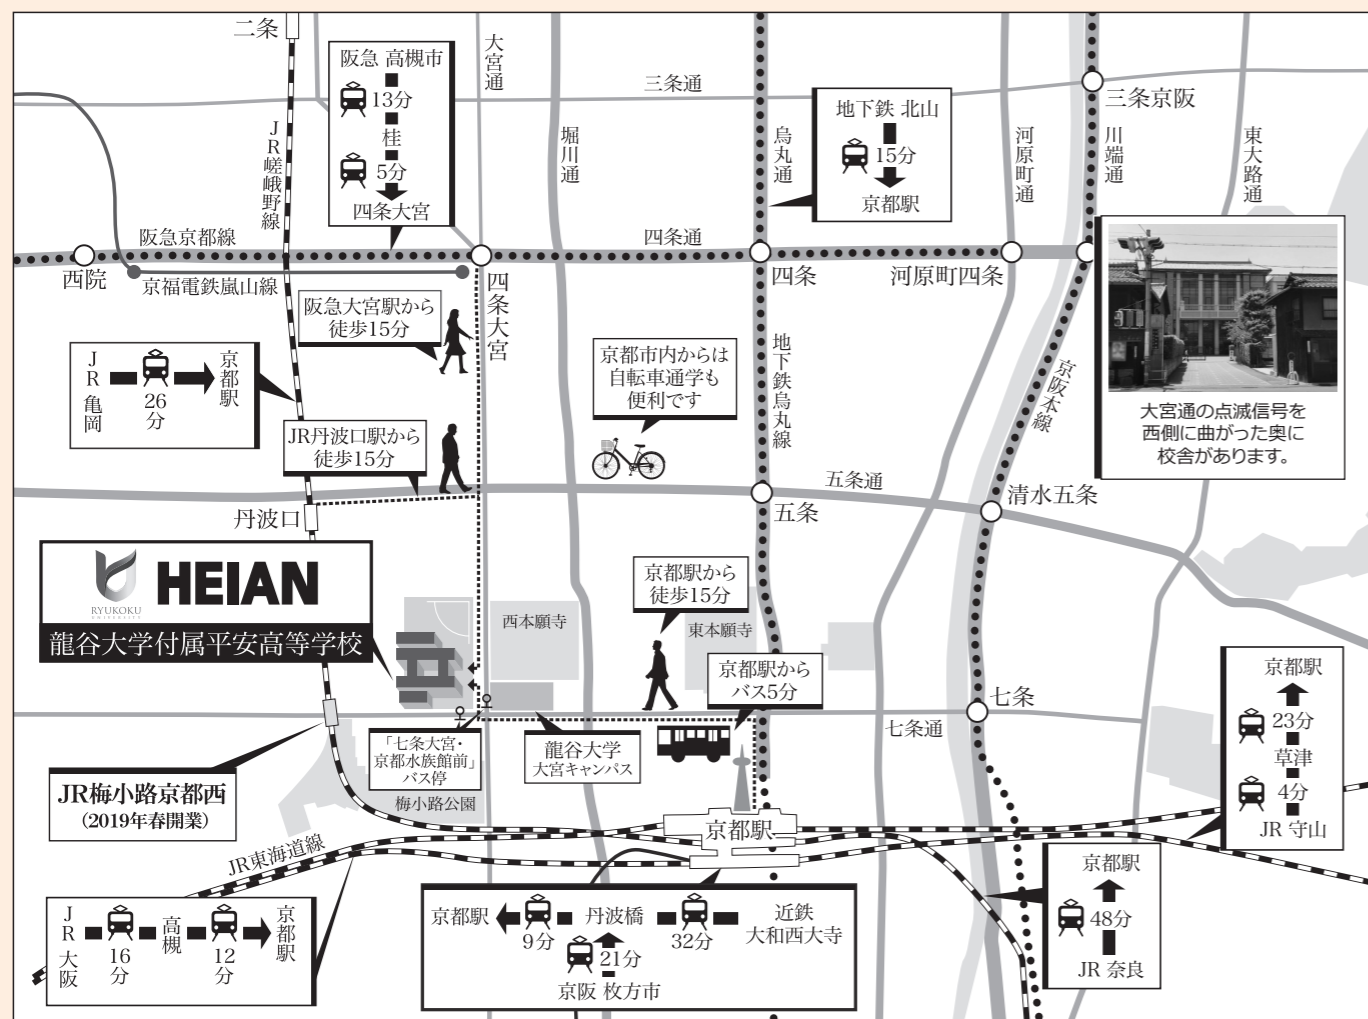 二条
阪急 高槻市
13分
桂
5分
四条大宮
大宮通
三条通
地下鉄 北山
15分
京都駅
三条京阪
JR嵯峨野線
堀川通
烏丸通
河原町通
川端通
東大路通
阪急京都線
四条通
西院
京福電鉄嵐山線
四条大宮
四条
河原町四条
大宮通の点滅信号を
西側に曲がった奥に
校舎があります。
阪急大宮駅から
徒歩15分
JR 亀岡
26分
京都駅
京都市内からは
自転車通学も
便利です
地下鉄烏丸線
京阪本線
JR丹波口駅から
徒歩15分
五条通
丹波口
五条
清水五条
RYUKOKU
UNIVERSITY
HEIAN
龍谷大学付属平安高等学校
京都駅から
徒歩15分
西本願寺
東本願寺
京都駅から
バス5分
京都駅
23分
草津
4分
JR 守山
七条
七条通
「七条大宮・
京都水族館前」
バス停
龍谷大学
大宮キャンパス
JR梅小路京都西
（2019年春開業）
梅小路公園
京都駅
JR東海道線
JR 大阪
16分
高槻
12分
京都駅
京都駅
9分
丹波橋
32分
近鉄
大和西大寺
21分
京阪 枚方市
京都駅
48分
JR 奈良